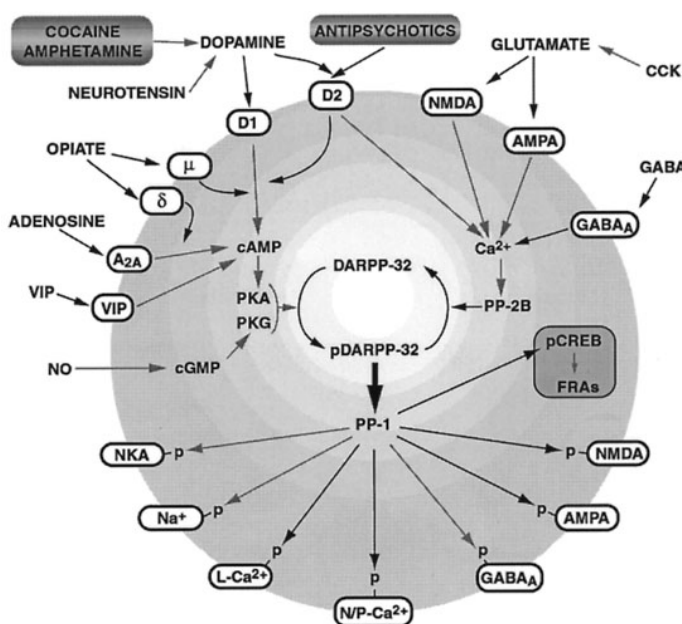 COCAINE
AMPHETAMINE
DOPAMINE
ANTIPSYCHOTICS
GLUTAMATE
CCK
NEUROTENSIN
D1
D2
NMDA
AMPA
OPIATE
μ
δ
GABA
GABAA
ADENOSINE
A2A
cAMP
Ca2+
VIP
VIP
DARPP-32
PKA
PKG
PP-2B
NO
cGMP
pDARPP-32
pCREB
FRAs
PP-1
NKA
p
p
NMDA
Na+
p
p
AMPA
L-Ca2+
p
p
GABAA
p
N/P-Ca2+